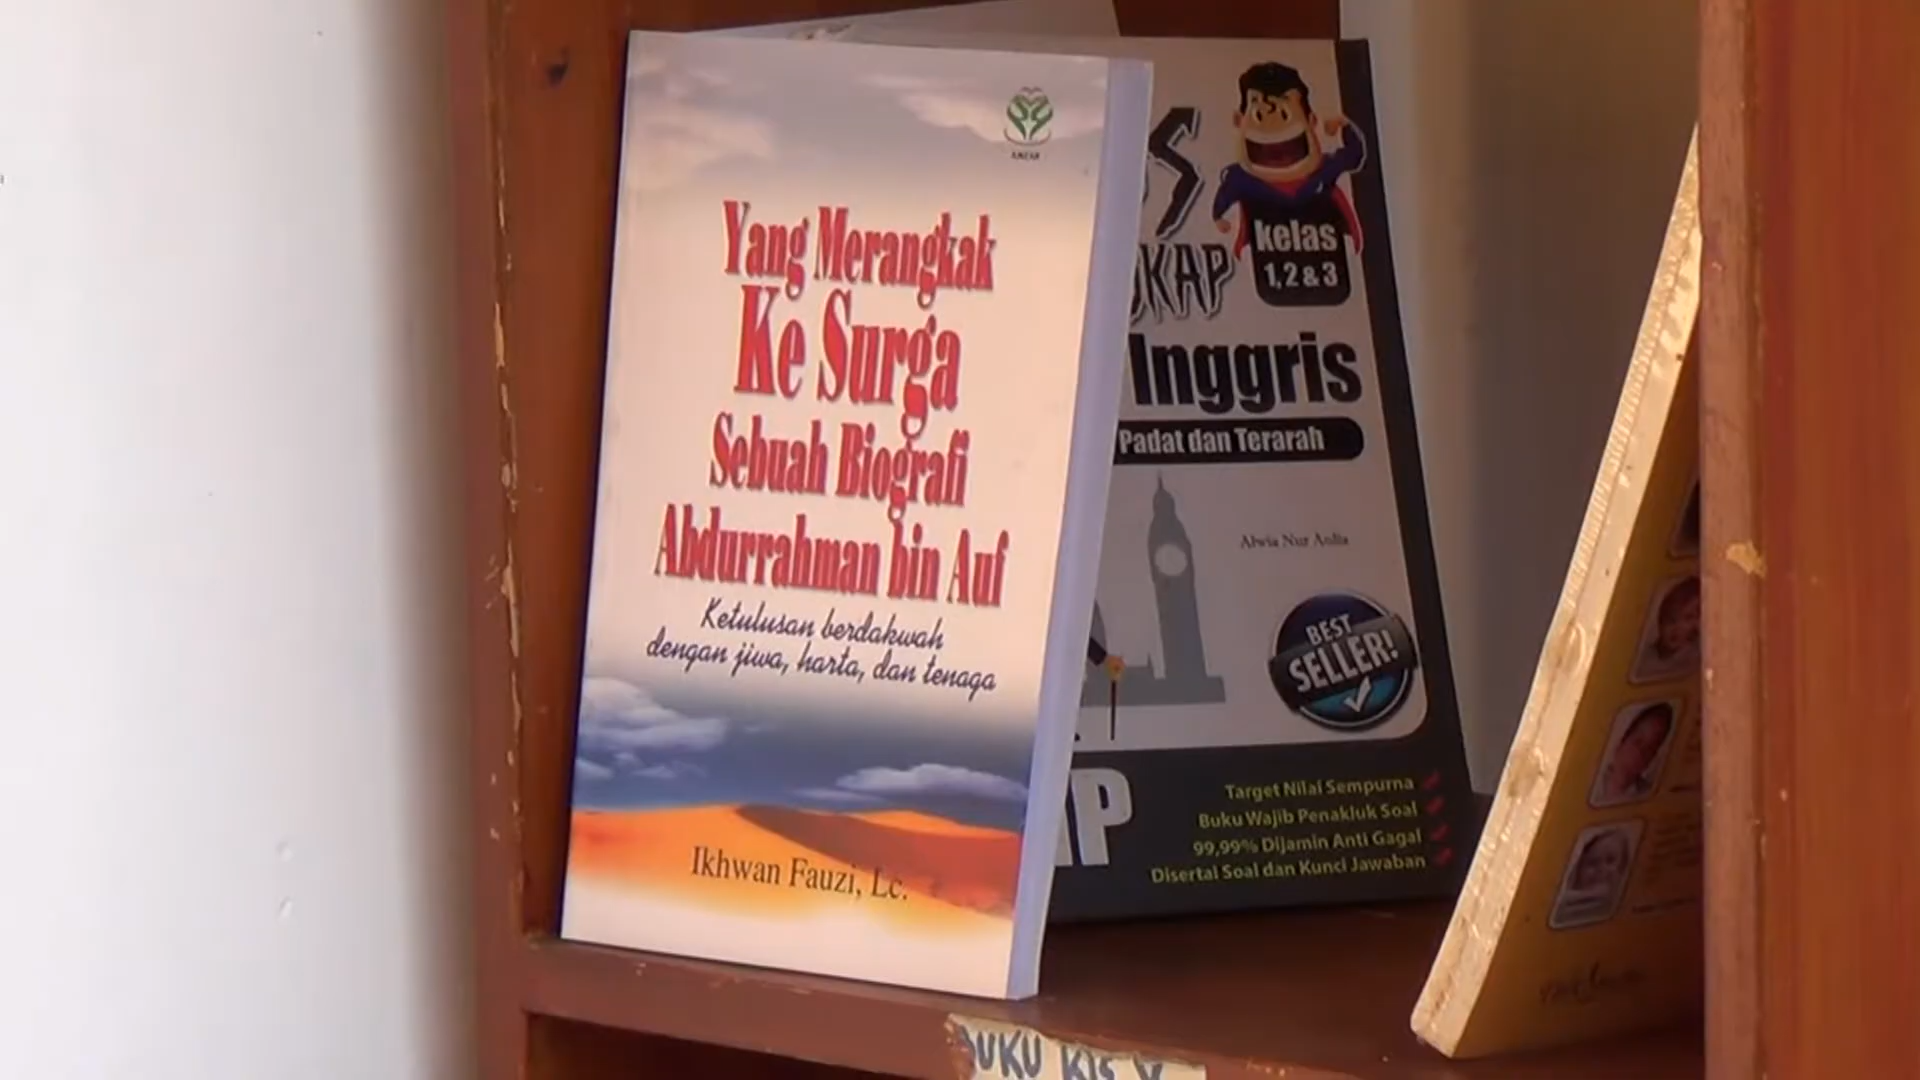 AMZAH
Yang Merangkak
Ke Surga
Sebuah Biografi
Abdurrahman bin Auf
Ketulusan berdakwah
dengan jiwa, harta, dan tenaga
Ikhwan Fauzi, Lc.
kelas
1,2 & 3
Inggris
Padat dan Terarah
BEST
SELLER!
Target Nilai Sempurna
Buku Wajib Penakluk Soal
99,99% Dijamin Anti Gagal
Disertai Soal dan Kunci Jawaban